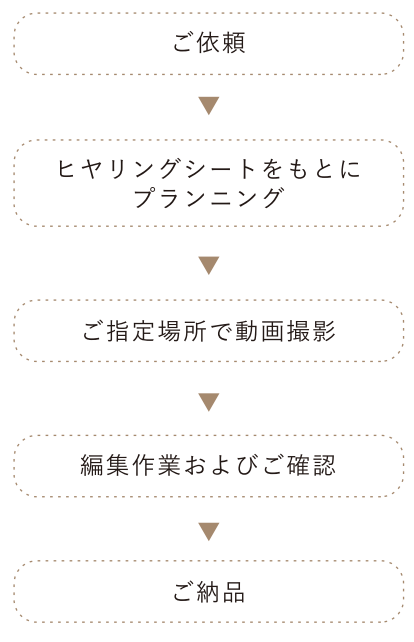 ご依頼
ヒヤリングシートをもとに
プランニング
ご指定場所で動画撮影
編集作業およびご確認
ご納品